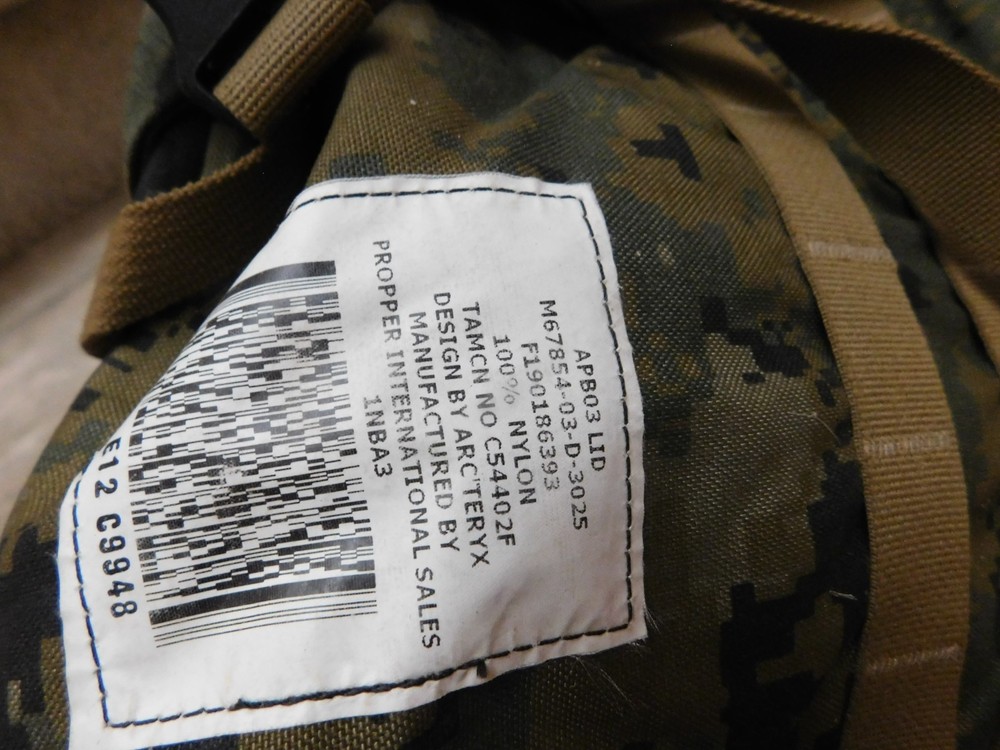 APB03 LID
M67854-03-D-3025
F190186393
100% NYLON
TAMCN NO C54402F
DESIGN BY ARC'TERYX
MANUFACTURED BY
PROPPER INTERNATIONAL SALES
1NBA3
E12 C9948